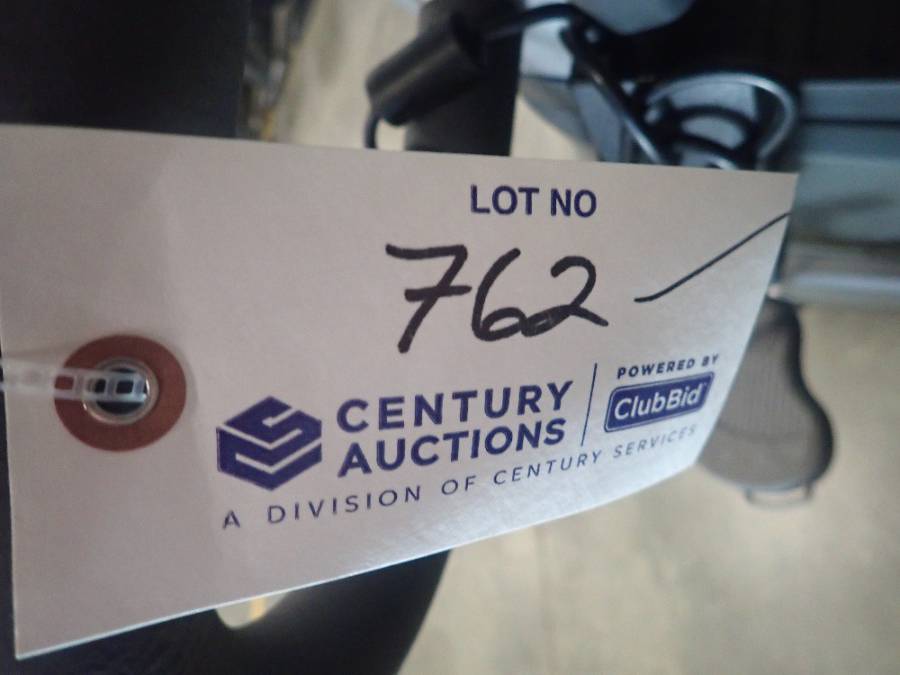 LOT NO
762
CENTURY AUCTIONS
POWERED BY
ClubBid
A DIVISION OF CENTURY SERVICES